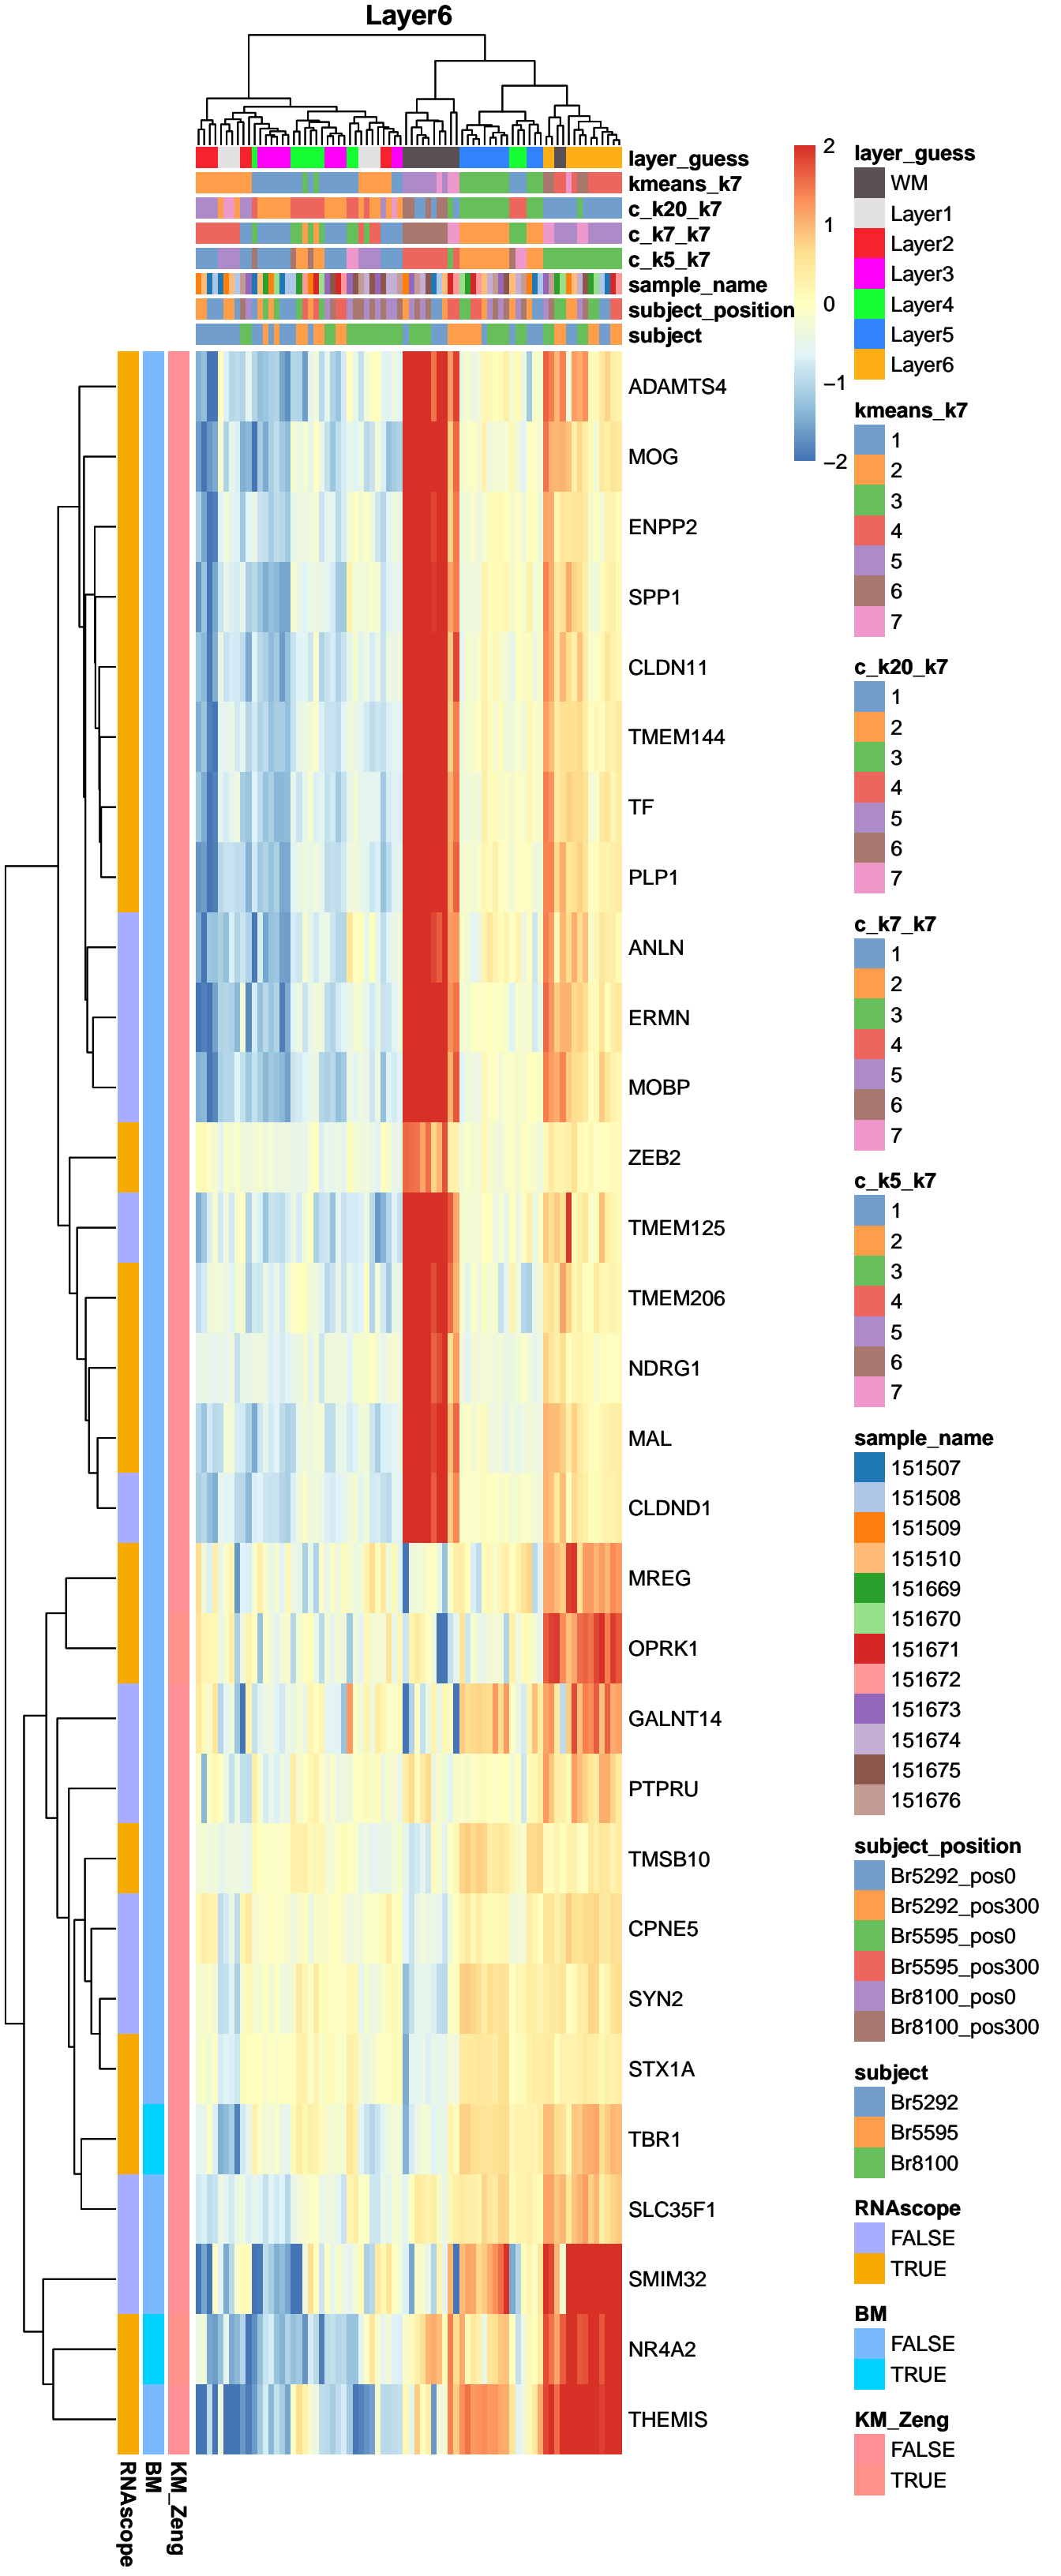 Layer6
layer_guess
kmeans_k7
c_k20_k7
c_k7_k7
c_k5_k7
sample_name
subject_position
subject
ADAMTS4
MOG
ENPP2
SPP1
CLDN11
TMEM144
TF
PLP1
ANLN
ERMN
MOBP
ZEB2
TMEM125
TMEM206
NDRG1
MAL
CLDND1
MREG
OPRK1
GALNT14
PTPRU
TMSB10
CPNE5
SYN2
STX1A
TBR1
SLC35F1
SMIM32
NR4A2
THEMIS
RNAscope
BM
KM_Zeng
2
1
0
−1
−2
layer_guess
WM
Layer1
Layer2
Layer3
Layer4
Layer5
Layer6
kmeans_k7
1
2
3
4
5
6
7
c_k20_k7
1
2
3
4
5
6
7
c_k7_k7
1
2
3
4
5
6
7
c_k5_k7
1
2
3
4
5
6
7
sample_name
151507
151508
151509
151510
151669
151670
151671
151672
151673
151674
151675
151676
subject_position
Br5292_pos0
Br5292_pos300
Br5595_pos0
Br5595_pos300
Br8100_pos0
Br8100_pos300
subject
Br5292
Br5595
Br8100
RNAscope
FALSE
TRUE
BM
FALSE
TRUE
KM_Zeng
FALSE
TRUE